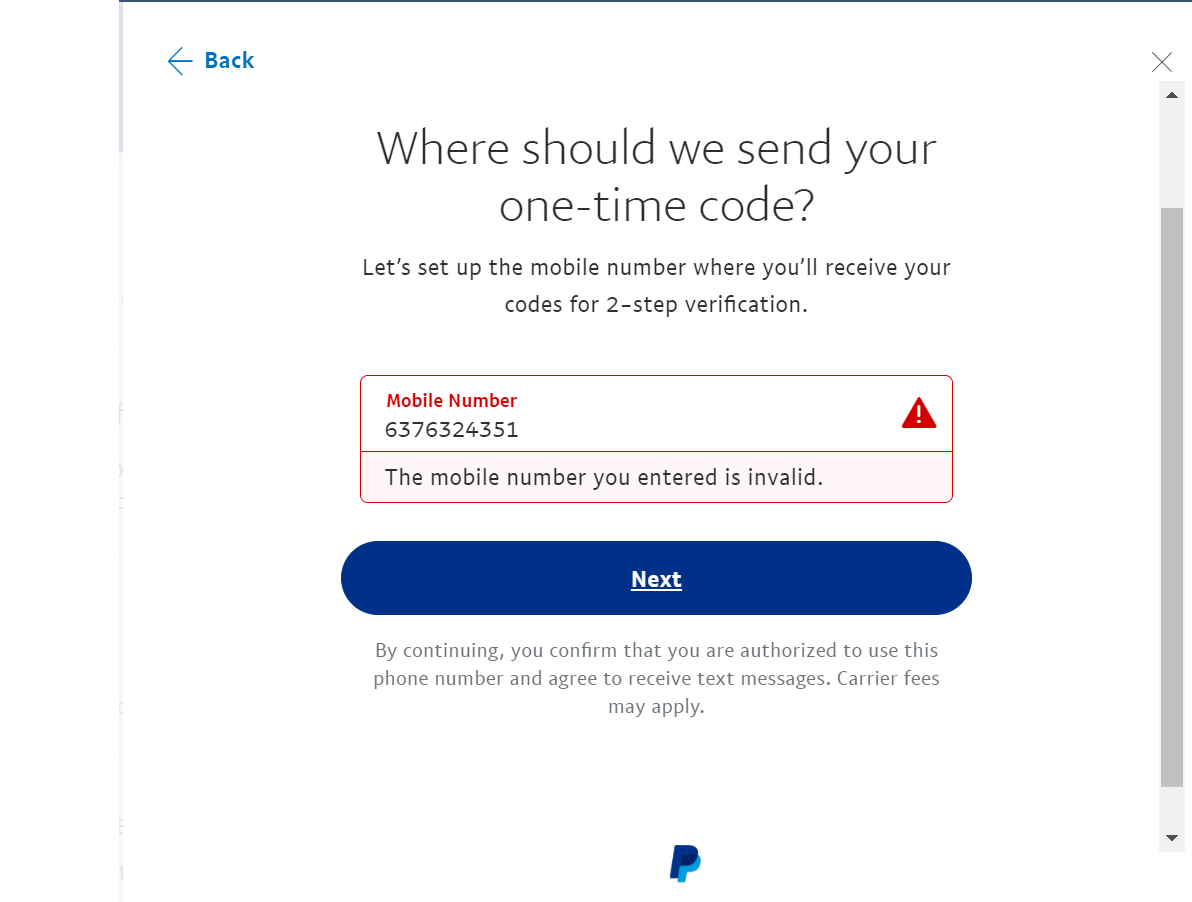 Back
Where should we send your
one-time code?
Let’s set up the mobile number where you’ll receive your
codes for 2-step verification.
Mobile Number
6376324351
The mobile number you entered is invalid.
Next
By continuing, you confirm that you are authorized to use this
phone number and agree to receive text messages. Carrier fees
may apply.